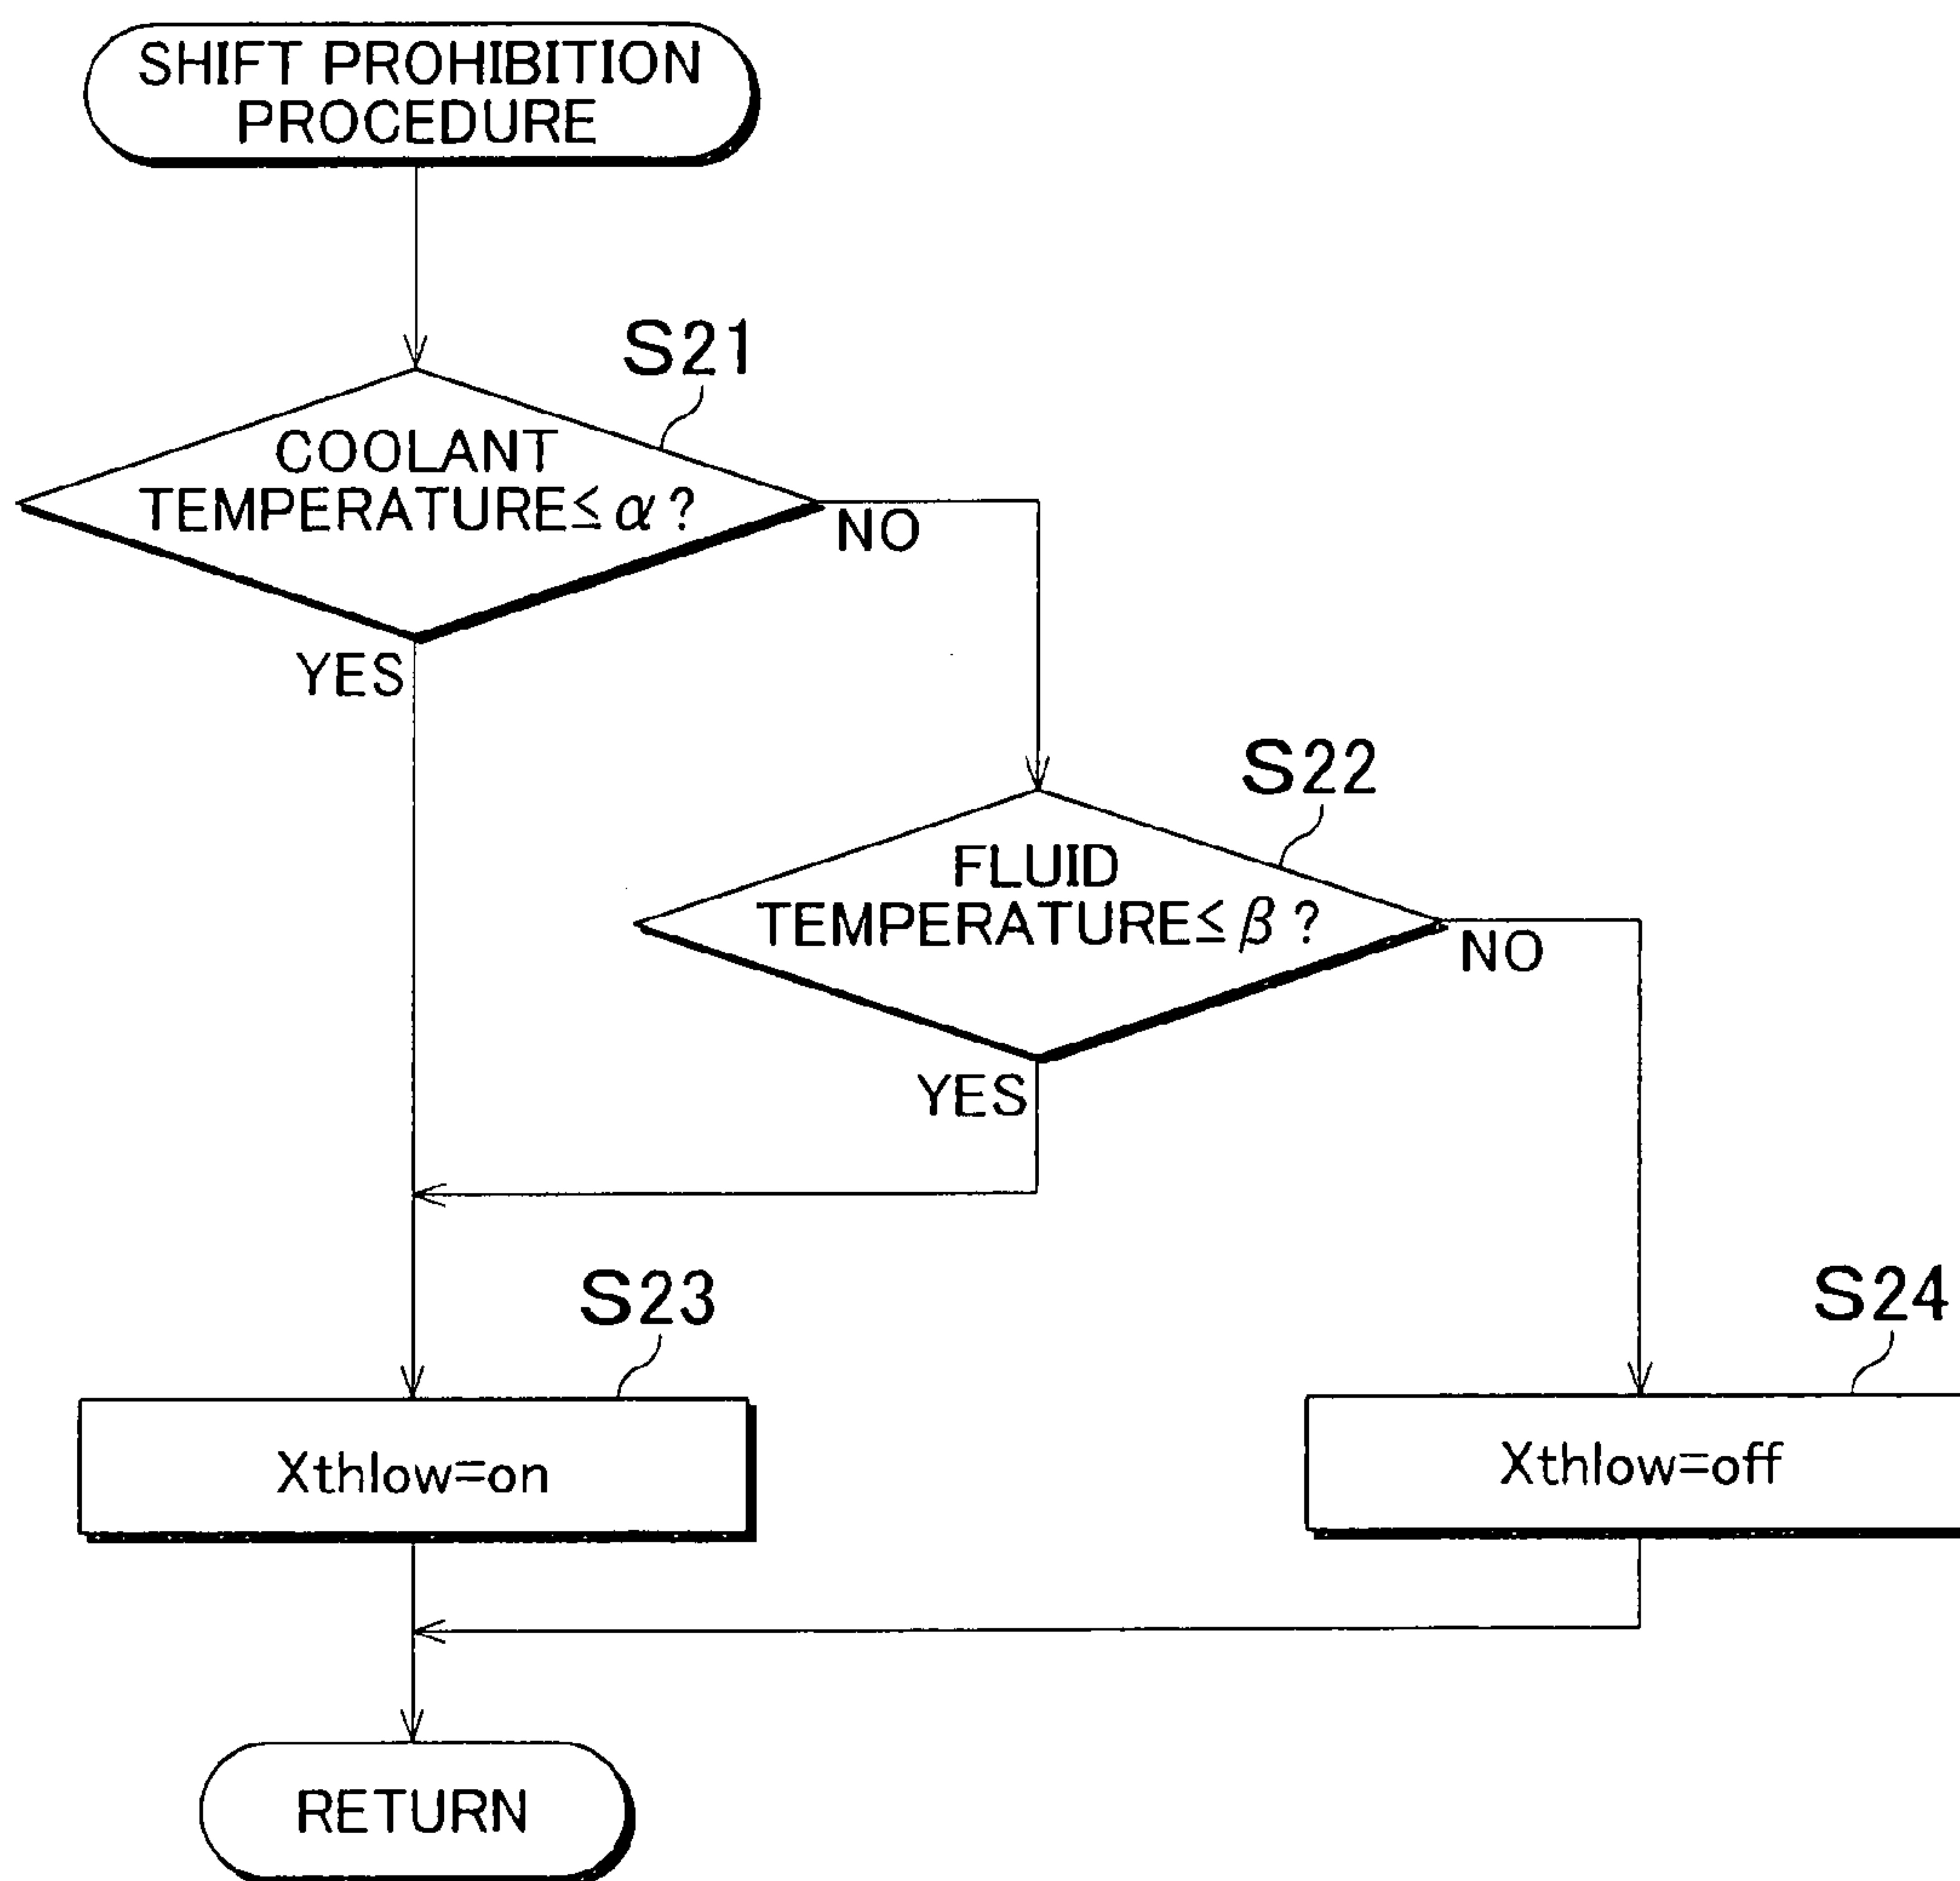 SHIFT PROHIBITION
PROCEDURE
S21
COOLANT
TEMPERATURE≤α?
NO
YES
S22
FLUID
TEMPERATURE≤β?
NO
YES
S23
S24
Xthlow=on
Xthlow=off
RETURN